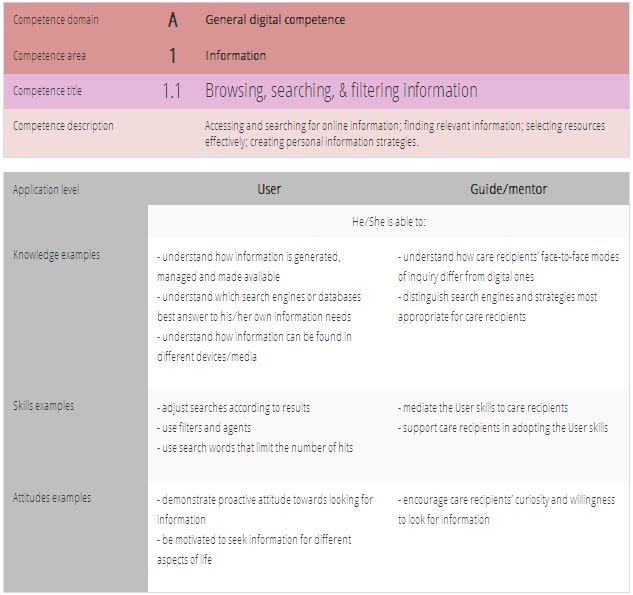 Competence domain A General digital competence
Competence area 1 Information
Competence title 1.1 Browsing, searching, & filtering information
Competence description Accessing and searching for online information; finding relevant information; selecting resources
effectively; creating personal information strategies.
Application level User Guide/mentor
He/She is able to:
Knowledge examples
- understand how information is generated,
managed and made available
- understand which search engines or databases
best answer to his/her own information needs
- understand how information can be found in
different devices/media
- understand how care recipients' face-to-face modes
of inquiry differ from digital ones
- distinguish search engines and strategies most
appropriate for care recipients
Skills examples
- adjust searches according to results
- use filters and agents
- use search words that limit the number of hits
- mediate the User skills to care recipients
- support care recipients in adopting the User skills
Attitudes examples
- demonstrate proactive attitude towards looking for
information
- be motivated to seek information for different
aspects of life
- encourage care recipients' curiosity and willingness
to look for information